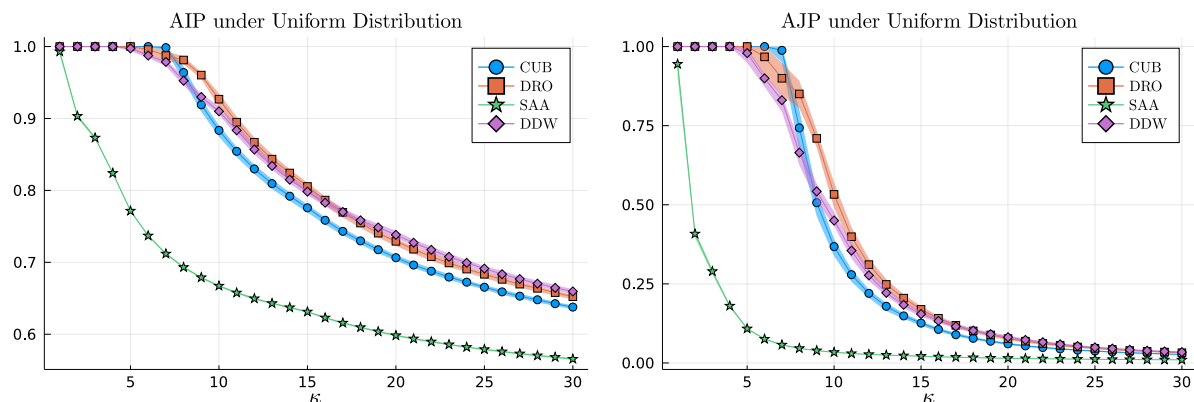 AIP under Uniform Distribution
1.0
0.9
0.8
0.7
0.6
5
10
15
20
25
30
κ
CUB
DRO
SAA
DDW
AJP under Uniform Distribution
1.00
0.75
0.50
0.25
0.00
5
10
15
20
25
30
κ
CUB
DRO
SAA
DDW